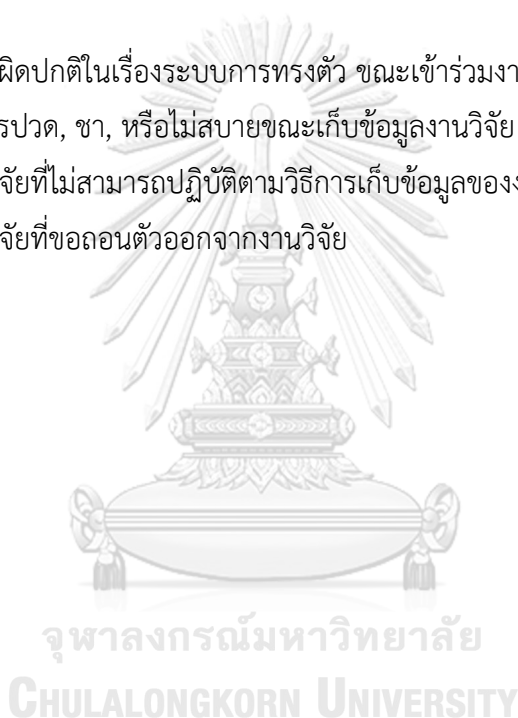 ผิดปกติในเรื่องระบบการทรงตัว ขณะเข้าร่วมงา
รปวด, ชา, หรือไม่สบายขณะเก็บข้อมูลงานวิจัย
จัยที่ไม่สามารถปฏิบัติตามวิธีการเก็บข้อมูลของง
จัยที่ขอถอนตัวออกจากงานวิจัย
จุฬาลงกรณ์มหาวิทยาลัย
CHULALONGKORN UNIVERSITY